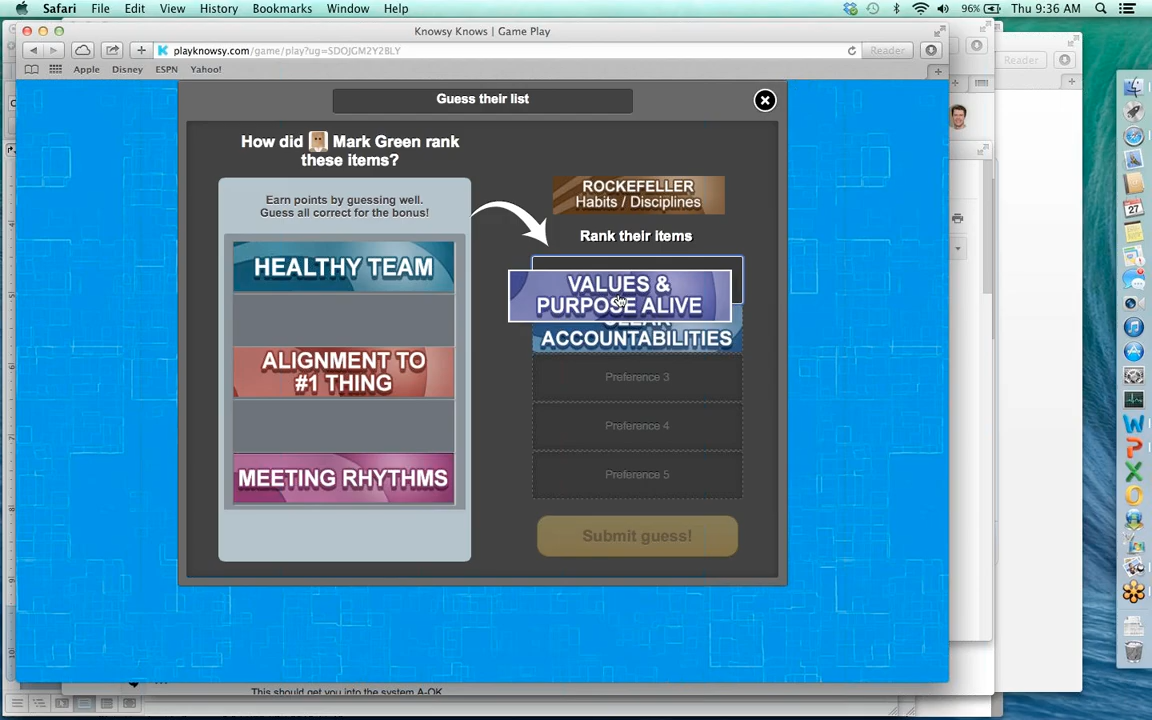 Safari File Edit View History Bookmarks Window Help 96% Thu 9:36 AM
Knowsy Knows | Game Play
playknowsy.com/game/play?ug=SDOJGM2Y2BLY Reader
Reader
Apple Disney ESPN Yahoo!
Guess their list
How did Mark Green rank
these items?
Earn points by guessing well.
Guess all correct for the bonus!
HEALTHY TEAM
ALIGNMENT TO
#1 THING
MEETING RHYTHMS
ROCKEFELLER
Habits / Disciplines
Rank their items
VALUES &
PURPOSE ALIVE
CLEAR
ACCOUNTABILITIES
Preference 3
Preference 4
Preference 5
Submit guess!
This should get you into the system A-OK
27